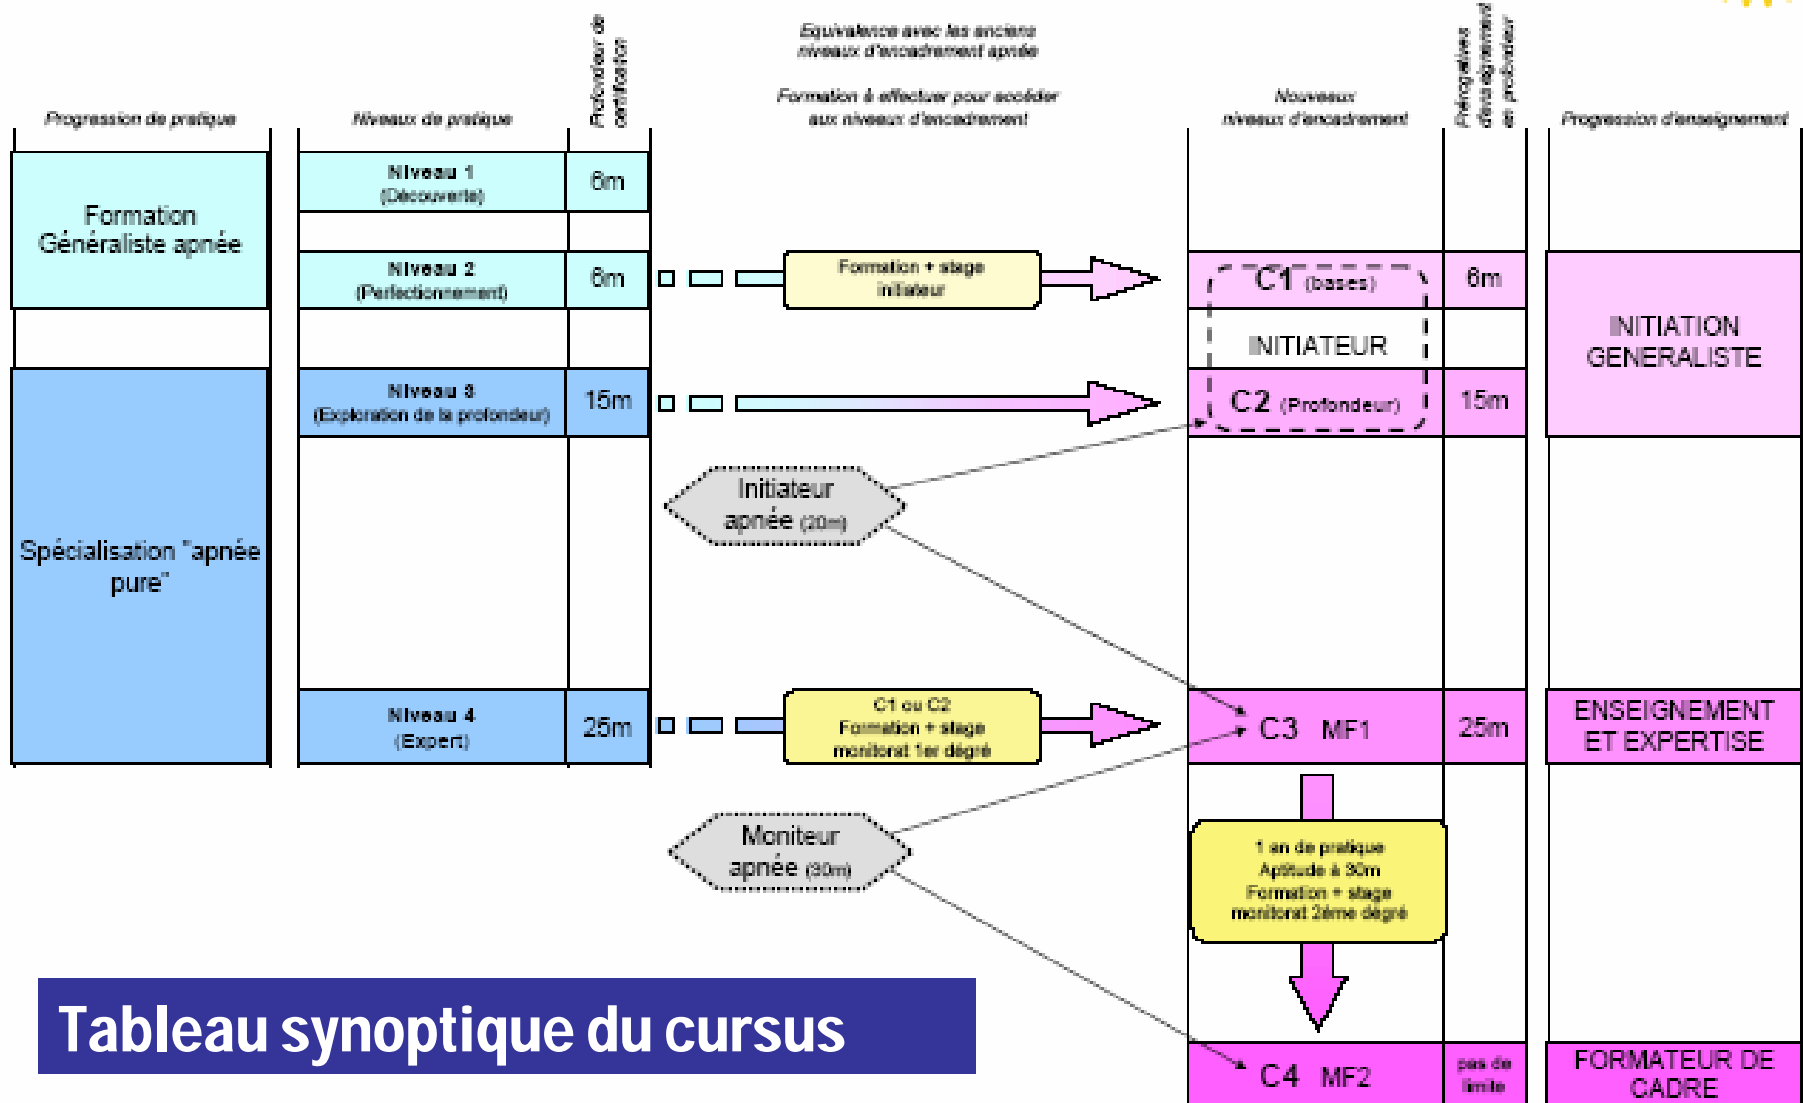 Progression de pratique
Niveaux de pratique
Profondeur de
certification
Equivalence avec les anciens
niveaux d'encadrement apnée
Formation à effectuer pour accéder
aux niveaux d'encadrement
Nouveaux
niveaux d'encadrement
Prérogatives
d'enseignement
en profondeur
Progression d'enseignement
Formation
Généraliste apnée
Niveau 1
(Découverte)
6m
Niveau 2
(Perfectionnement)
6m
Formation + stage
initiateur
C1 (bases)
6m
INITIATEUR
INITIATION
GENERALISTE
Niveau 3
(Exploration de la profondeur)
15m
C2 (Profondeur)
15m
Initiateur
apnée (20m)
Spécialisation "apnée
pure"
Niveau 4
(Expert)
25m
C1 ou C2
Formation + stage
monitorat 1er dégré
C3 MF1
25m
ENSEIGNEMENT
ET EXPERTISE
Moniteur
apnée (30m)
1 an de pratique
Aptitude à 30m
Formation + stage
monitorat 2éme dégré
Tableau synoptique du cursus
C4 MF2
pas de
limite
FORMATEUR DE
CADRE